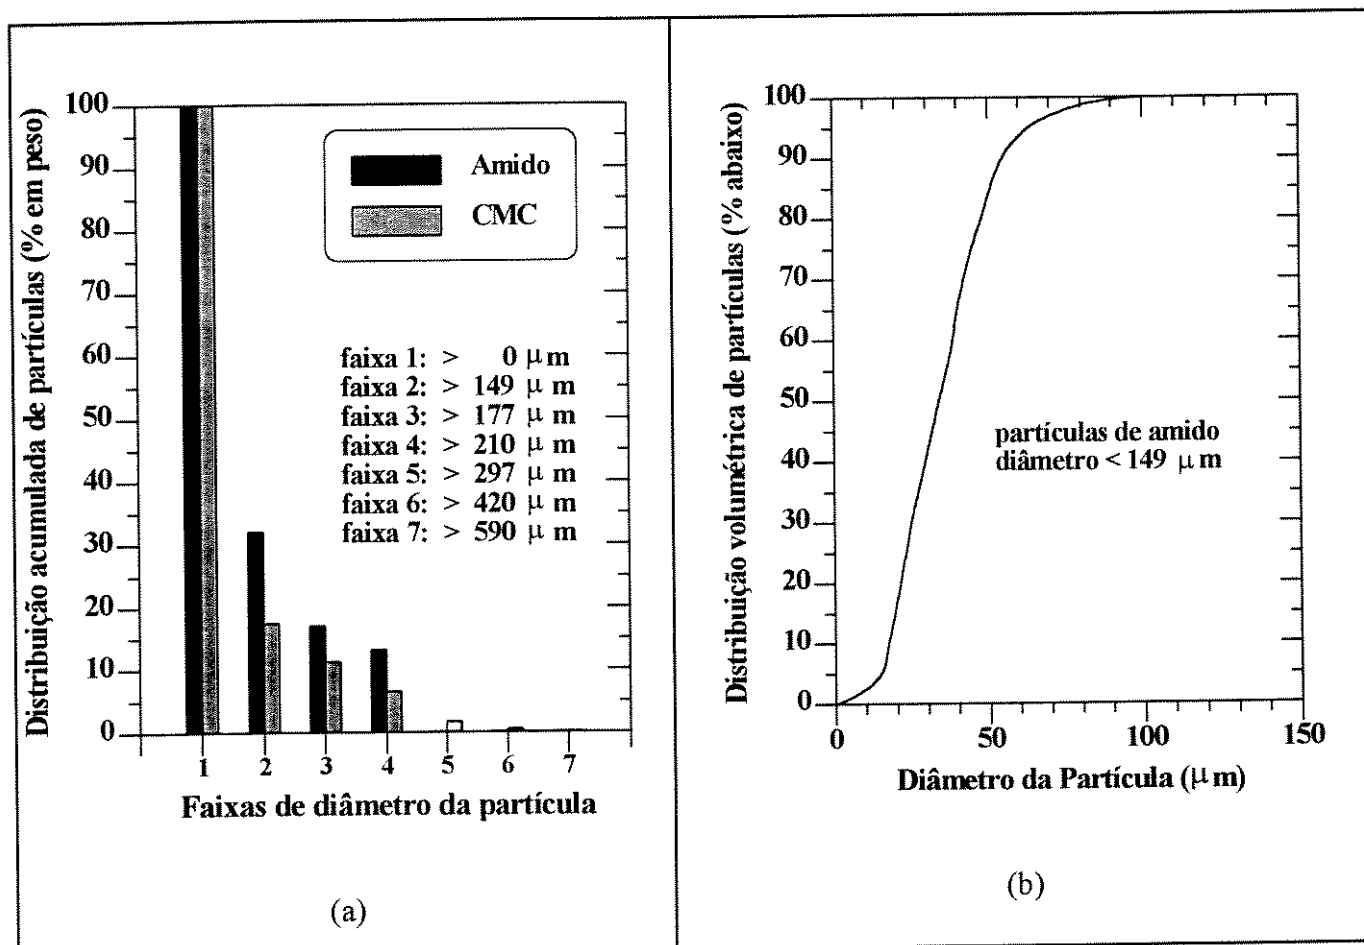 Distribuição acumulada de partículas (% em peso)
100
90
80
70
60
50
40
30
20
10
0
Amido
CMC
faixa 1: > 0 μm
faixa 2: > 149 μm
faixa 3: > 177 μm
faixa 4: > 210 μm
faixa 5: > 297 μm
faixa 6: > 420 μm
faixa 7: > 590 μm
1 2 3 4 5 6 7
Faixas de diâmetro da partícula
(a)
Distribuição volumétrica de partículas (% abaixo)
100
90
80
70
60
50
40
30
20
10
0
partículas de amido
diâmetro < 149 μm
0 50 100 150
Diâmetro da Partícula (μm)
(b)